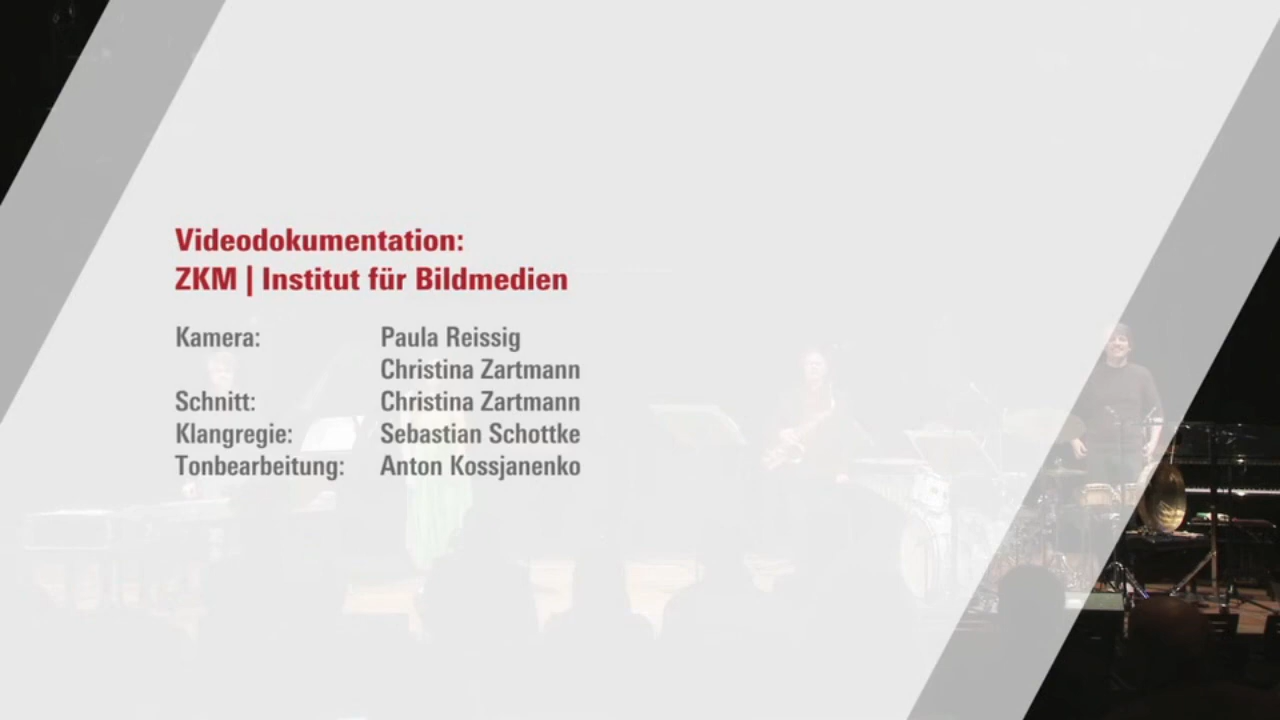 Videodokumentation:
ZKM | Institut für Bildmedien
Kamera: Paula Reissig
Christina Zartmann
Schnitt: Christina Zartmann
Klangregie: Sebastian Schottke
Tonbearbeitung: Anton Kossjanenko